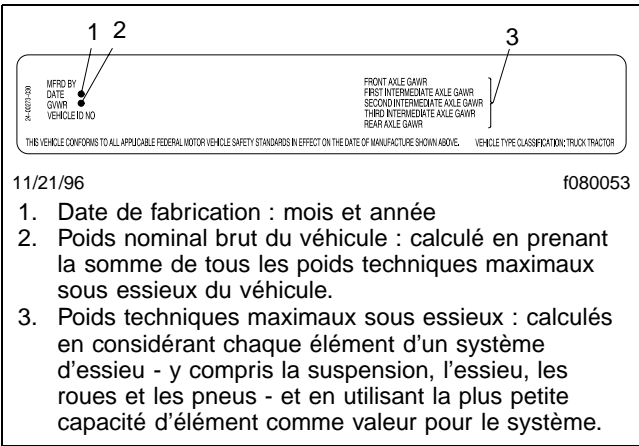 1 2
3
24-00273-030
MFRD BY
DATE
GVWR
VEHICLE ID NO
FRONT AXLE GAWR
FIRST INTERMEDIATE AXLE GAWR
SECOND INTERMEDIATE AXLE GAWR
THIRD INTERMEDIATE AXLE GAWR
REAR AXLE GAWR
THIS VEHICLE CONFORMS TO ALL APPLICABLE FEDERAL MOTOR VEHICLE SAFETY STANDARDS IN EFFECT ON THE DATE OF MANUFACTURE SHOWN ABOVE. VEHICLE TYPE CLASSIFICATION: TRUCK TRACTOR
11/21/96 f080053
1. Date de fabrication : mois et année
2. Poids nominal brut du véhicule : calculé en prenant
la somme de tous les poids techniques maximaux
sous essieux du véhicule.
3. Poids techniques maximaux sous essieux : calculés
en considérant chaque élément d'un système
d'essieu - y compris la suspension, l'essieu, les
roues et les pneus - et en utilisant la plus petite
capacité d'élément comme valeur pour le système.